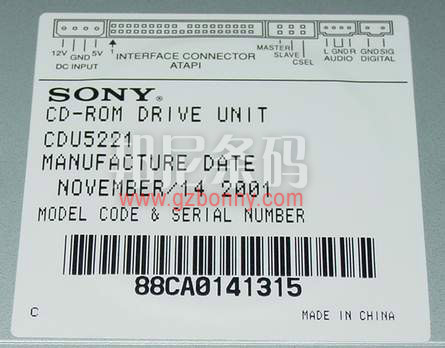 12V GND 5V
DC INPUT
1
INTERFACE CONNECTOR
ATAPI
MASTER
SLAVE
CSEL
L GND R
AUDIO
GND SIG
DIGITAL
SONY®
CD-ROM DRIVE UNIT
CDU5221
MANUFACTURE DATE
NOVEMBER/14 2001
MODEL CODE & SERIAL NUMBER
88CA0141315
C
MADE IN CHINA
条码
www.gzbonny.com